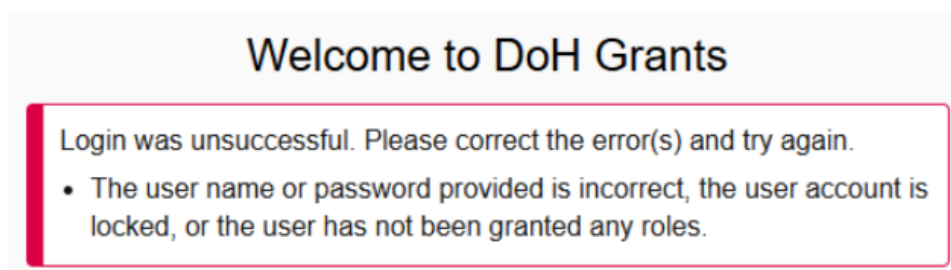 Welcome to DoH Grants
Login was unsuccessful. Please correct the error(s) and try again.
• The user name or password provided is incorrect, the user account is
locked, or the user has not been granted any roles.